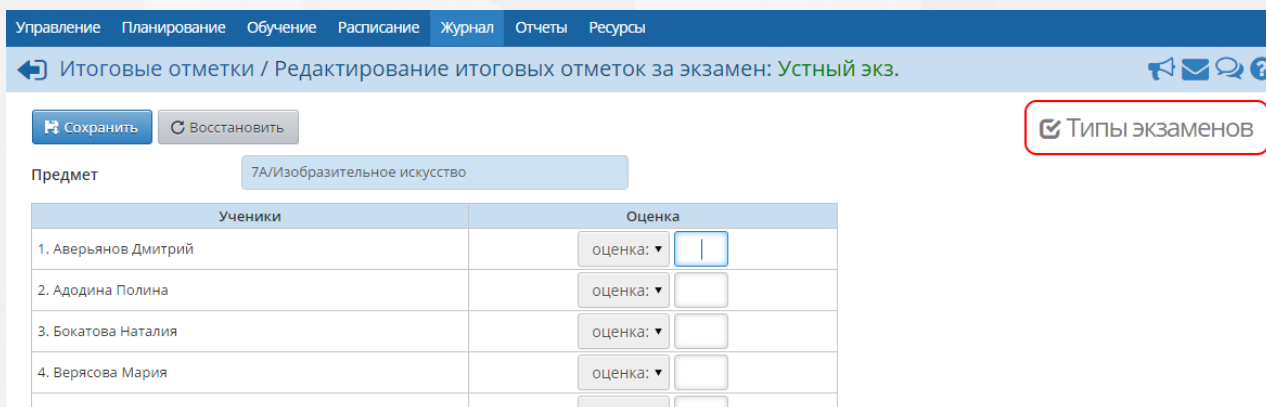 Управление Планирование Обучение Расписание Журнал Отчеты Ресурсы
Итоговые отметки / Редактирование итоговых отметок за экзамен: Устный экз.
Сохранить Восстановить Типы экзаменов
Предмет 7А/Изобразительное искусство
Ученики Оценка
1. Аверьянов Дмитрий оценка:
2. Адодина Полина оценка:
3. Бокатова Наталия оценка:
4. Верясова Мария оценка: